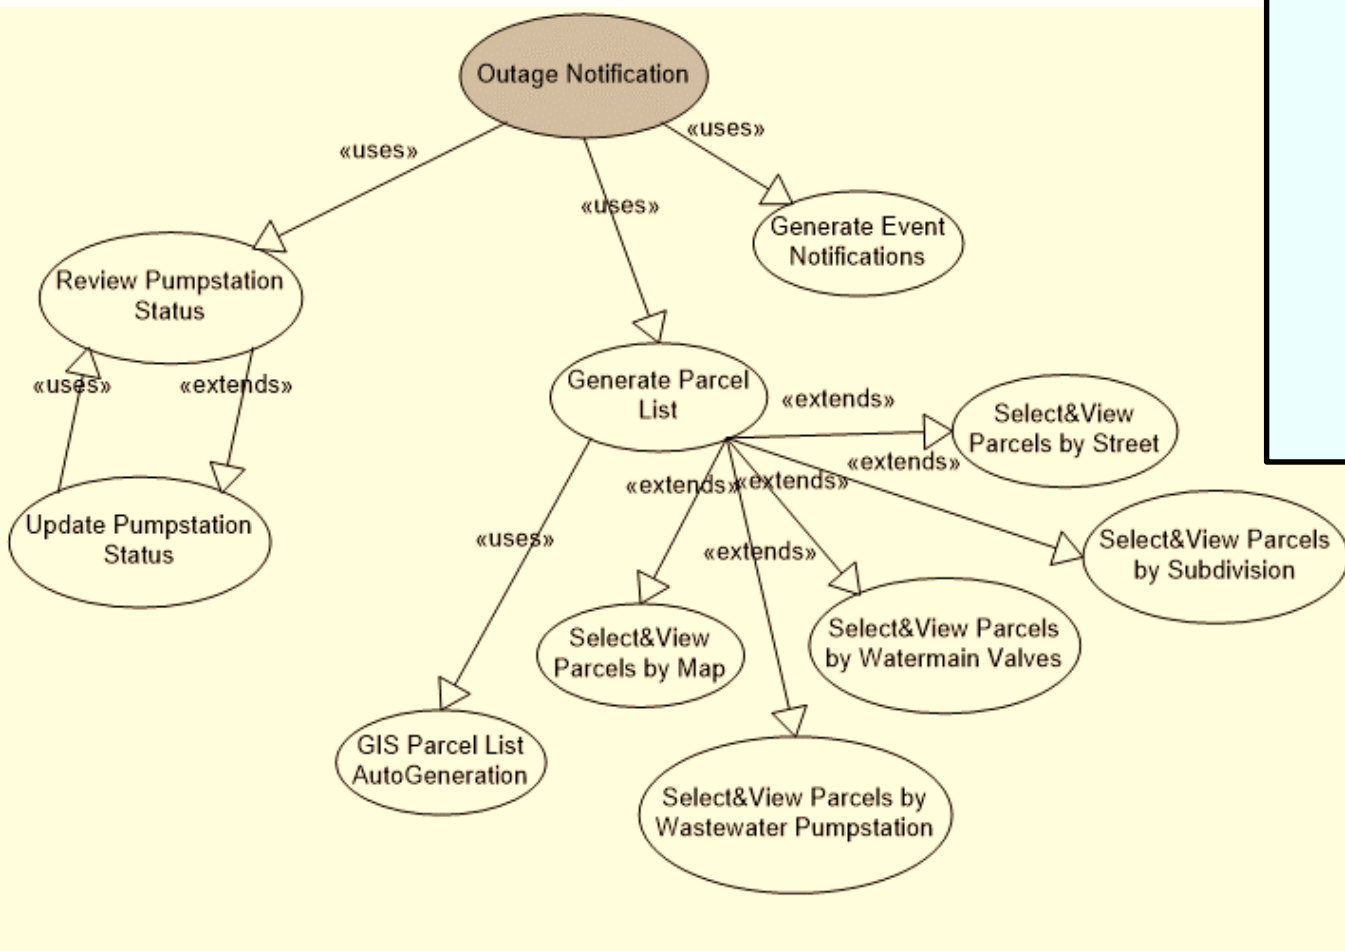 Outage Notification
«uses»
«uses»
«uses»
Generate Event
Notifications
Review Pumpstation
Status
«uses»
«extends»
Generate Parcel
List
«extends»
Select&View
Parcels by Street
«extends»
«extends»
«extends»
Update Pumpstation
Status
«uses»
«extends»
Select&View Parcels
by Subdivision
Select&View
Parcels by Map
Select&View Parcels
by Watermain Valves
GIS Parcel List
AutoGeneration
Select&View Parcels by
Wastewater Pumpstation